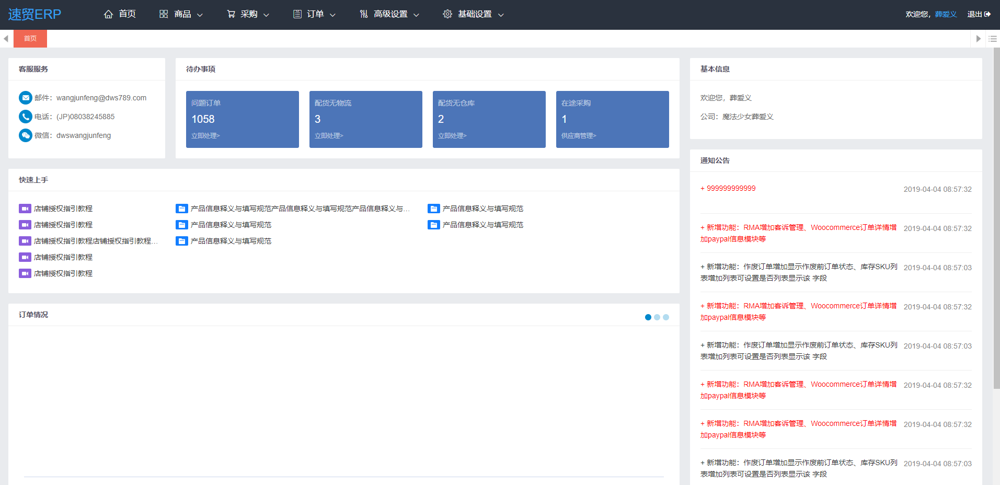 速贸ERP
首页
商品
采购
订单
高级设置
基础设置
欢迎您，葬爱义
退出
首页
客服服务
邮件：wangjunfeng@dws789.com
电话：(JP)08038245885
微信：dwswangjunfeng
待办事项
问题订单
1058
立即处理>
配货无物流
3
立即处理>
配货无仓库
2
立即处理>
在途采购
1
供应商管理>
基本信息
欢迎您，葬爱义
公司：魔法少女葬爱义
快速上手
店铺授权指引教程
店铺授权指引教程
店铺授权指引教程店铺授权指引教程...
店铺授权指引教程
店铺授权指引教程
产品信息释义与填写规范产品信息释义与填写规范产品信息释义与...
产品信息释义与填写规范
产品信息释义与填写规范
产品信息释义与填写规范
产品信息释义与填写规范
订单情况
通知公告
+ 999999999999
2019-04-04 08:57:32
+ 新增功能：RMA增加客诉管理、Woocommerce订单详情增
加paypal信息模块等
2019-04-04 08:57:32
+ 新增功能：作废订单增加显示作废前订单状态、库存SKU列
表增加列表可设置是否列表显示该 字段
2019-04-04 08:57:03
+ 新增功能：RMA增加客诉管理、Woocommerce订单详情增
加paypal信息模块等
2019-04-04 08:57:32
+ 新增功能：作废订单增加显示作废前订单状态、库存SKU列
表增加列表可设置是否列表显示该 字段
2019-04-04 08:57:03
+ 新增功能：RMA增加客诉管理、Woocommerce订单详情增
加paypal信息模块等
2019-04-04 08:57:32
+ 新增功能：RMA增加客诉管理、Woocommerce订单详情增
加paypal信息模块等
2019-04-04 08:57:32
+ 新增功能：作废订单增加显示作废前订单状态、库存SKU列
表增加列表可设置是否列表显示该 字段
2019-04-04 08:57:03